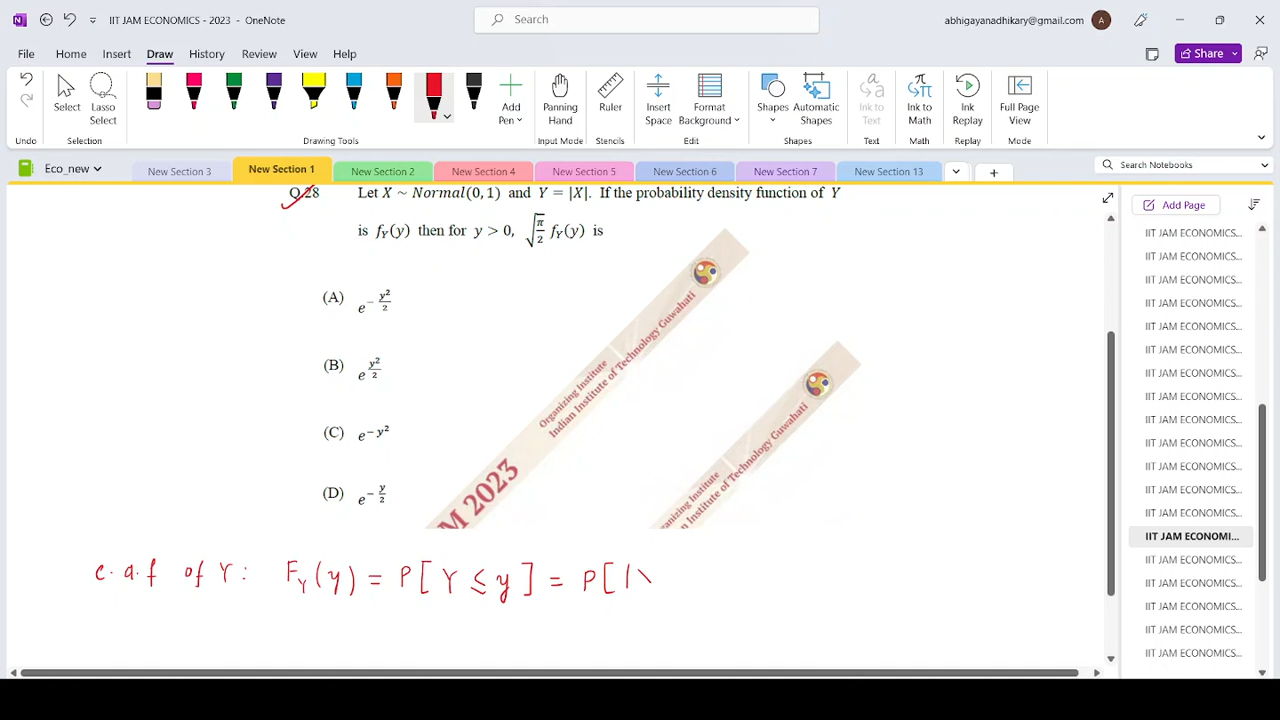 IIT JAM ECONOMICS - 2023 - OneNote
Search
abhigayanadhikary@gmail.com
A
File Home Insert Draw History Review View Help
Share
Undo
Select
Lasso Select
Add Pen
Panning Hand
Ruler
Insert Space
Format Background
Shapes
Automatic Shapes
Ink to Text
Ink to Math
Ink Replay
Full Page View
Undo
Selection
Drawing Tools
Input Mode
Stencils
Edit
Shapes
Text
Math
Replay
Mode
Eco_new
New Section 3
New Section 1
New Section 2
New Section 4
New Section 5
New Section 6
New Section 7
New Section 13
Search Notebooks
Add Page
Q.28 Let X ~ Normal(0,1) and Y = |X|. If the probability density function of Y
is f_Y(y) then for y > 0, √(π/2) f_Y(y) is
(A) e^(− y²/2)
(B) e^(y²/2)
(C) e^(− y²)
(D) e^(− y/2)
Organizing Institute
Indian Institute of Technology Guwahati
M 2023
Organizing Institute
n Institute of Technology Guwahati
c.d.f of Y: F_Y(y) = P[Y ≤ y] = P[|
IIT JAM ECONOMICS...
IIT JAM ECONOMICS...
IIT JAM ECONOMICS...
IIT JAM ECONOMICS...
IIT JAM ECONOMICS...
IIT JAM ECONOMICS...
IIT JAM ECONOMICS...
IIT JAM ECONOMICS...
IIT JAM ECONOMICS...
IIT JAM ECONOMICS...
IIT JAM ECONOMICS...
IIT JAM ECONOMICS...
IIT JAM ECONOMICS...
IIT JAM ECONOMI...
IIT JAM ECONOMICS...
IIT JAM ECONOMICS...
IIT JAM ECONOMICS...
IIT JAM ECONOMICS...
IIT JAM ECONOMICS...